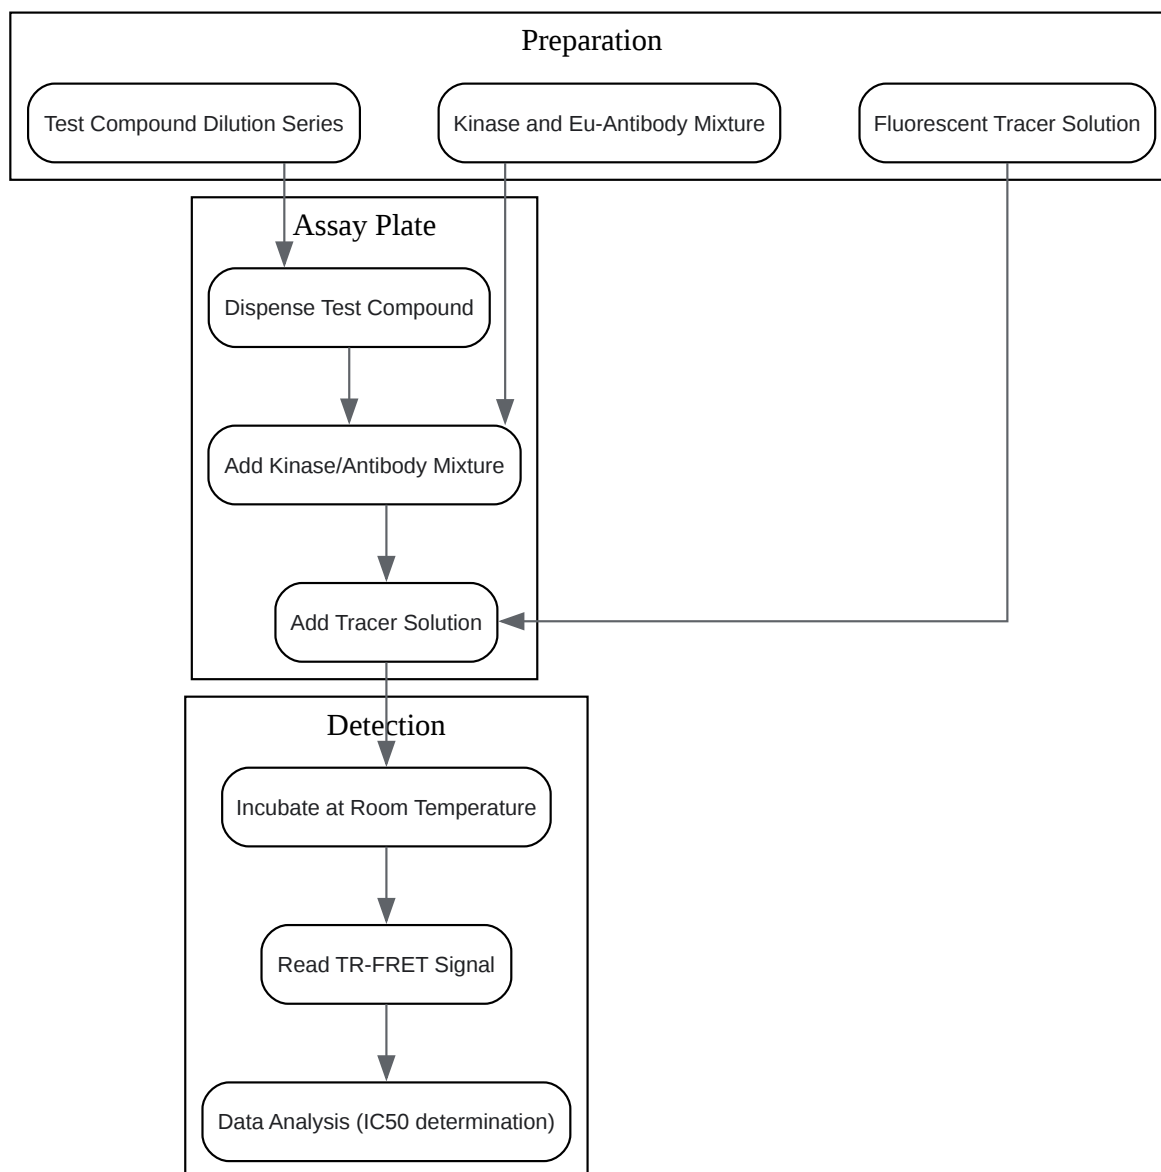 Preparation
Test Compound Dilution Series
Kinase and Eu-Antibody Mixture
Fluorescent Tracer Solution
Assay Plate
Dispense Test Compound
Add Kinase/Antibody Mixture
Add Tracer Solution
Detection
Incubate at Room Temperature
Read TR-FRET Signal
Data Analysis (IC50 determination)